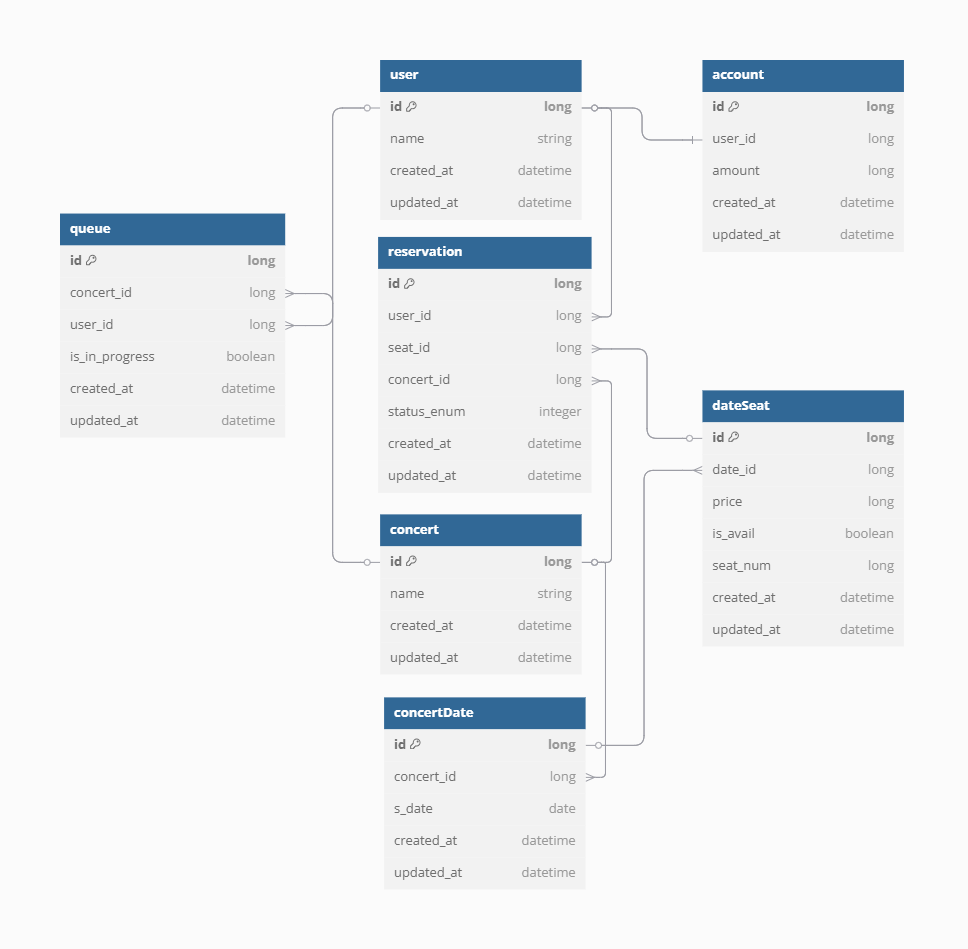 user
id long
name string
created_at datetime
updated_at datetime
account
id long
user_id long
amount long
created_at datetime
updated_at datetime
queue
id long
concert_id long
user_id long
is_in_progress boolean
created_at datetime
updated_at datetime
reservation
id long
user_id long
seat_id long
concert_id long
status_enum integer
created_at datetime
updated_at datetime
dateSeat
id long
date_id long
price long
is_avail boolean
seat_num long
created_at datetime
updated_at datetime
concert
id long
name string
created_at datetime
updated_at datetime
concertDate
id long
concert_id long
s_date date
created_at datetime
updated_at datetime